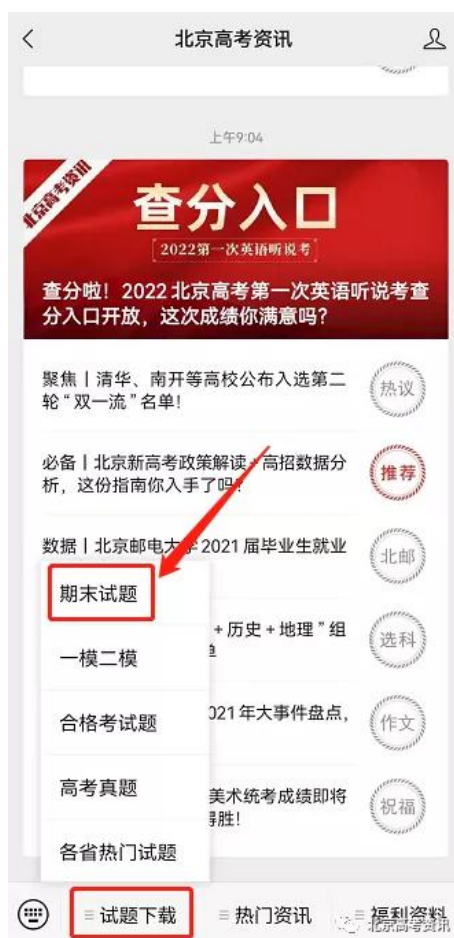 北京高考资讯
上午9:04
北京高考资讯
查分入口
2022第一次英语听说考
查分啦！2022北京高考第一次英语听说考查
分入口开放，这次成绩你满意吗？
聚焦丨清华、南开等高校公布入选第二
轮“双一流”名单！
热议
必备丨北京新高考政策解读+高招数据分
析，这份指南你入手了吗？
推荐
数据丨北京邮电大学2021届毕业生就业
北邮
期末试题
+历史+地理”组
选科
一模二模
021年大事件盘点，
作文
合格考试题
高考真题
美术统考成绩即将
得胜！
祝福
各省热门试题
试题下载
热门资讯
福利资料
北京高考资讯